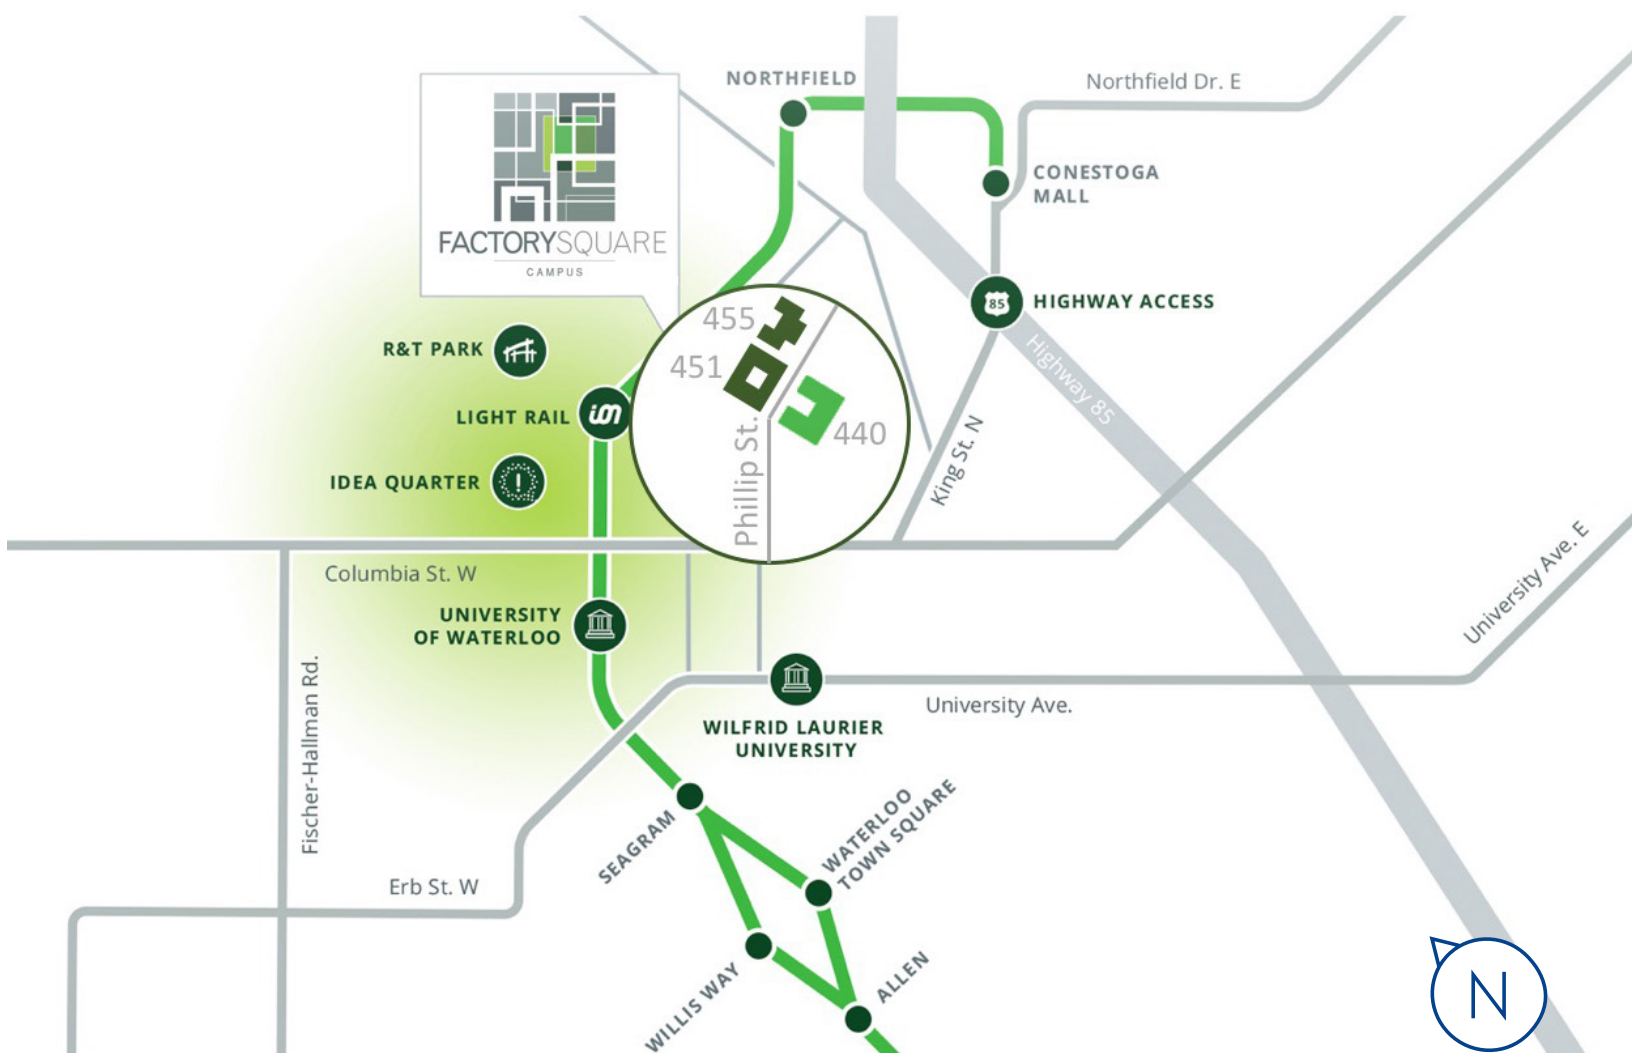 NORTHFIELD
Northfield Dr. E
CONESTOGA
MALL
FACTORYSQUARE
CAMPUS
85
HIGHWAY ACCESS
455
R&T PARK
451
Highway 85
LIGHT RAIL
ion
440
King St. N
Phillip St.
IDEA QUARTER
!
Columbia St. W
University Ave. E
UNIVERSITY
OF WATERLOO
Fischer-Hallman Rd.
University Ave.
WILFRID LAURIER
UNIVERSITY
SEAGRAM
WATERLOO
TOWN SQUARE
Erb St. W
WILLIS WAY
ALLEN
N